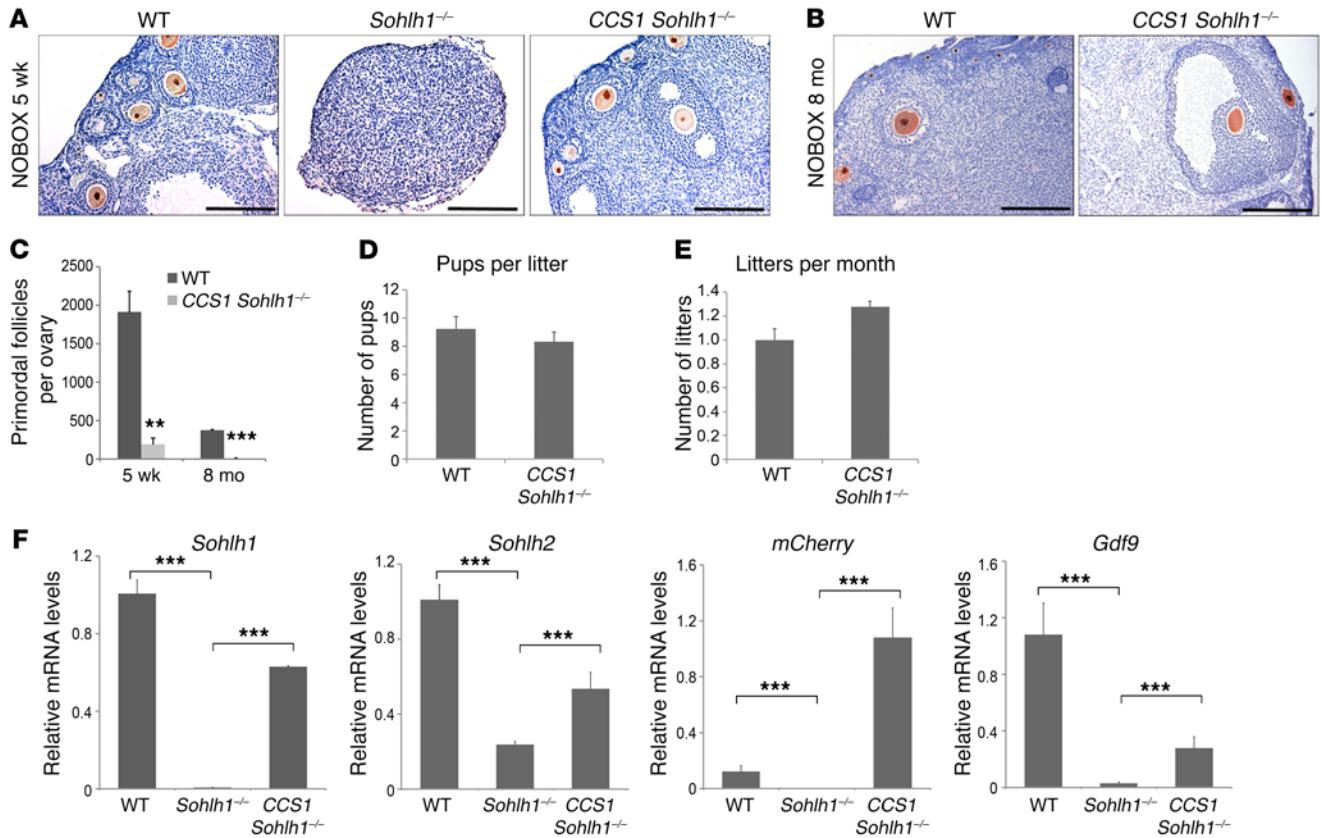 A
WT
Sohlh1–/–
CCS1 Sohlh1–/–
NOBOX 5 wk
B
WT
CCS1 Sohlh1–/–
NOBOX 8 mo
C
Primordal follicles
per ovary
2500
2000
1500
1000
500
0
WT
CCS1 Sohlh1–/–
**
***
5 wk
8 mo
D
Pups per litter
Number of pups
12
10
8
6
4
2
0
WT
CCS1
Sohlh1–/–
E
Litters per month
Number of litters
1.4
1.2
1.0
0.8
0.6
0.4
0.2
0
WT
CCS1
Sohlh1–/–
F
Sohlh1
Relative mRNA levels
1.2
0.8
0.4
0
***
***
WT
Sohlh1–/–
CCS1
Sohlh1–/–
Sohlh2
Relative mRNA levels
1.2
0.8
0.4
0
***
***
WT
Sohlh1–/–
CCS1
Sohlh1–/–
mCherry
Relative mRNA levels
1.6
1.2
0.8
0.4
0
***
***
WT
Sohlh1–/–
CCS1
Sohlh1–/–
Gdf9
Relative mRNA levels
1.6
1.2
0.8
0.4
0
***
***
WT
Sohlh1–/–
CCS1
Sohlh1–/–